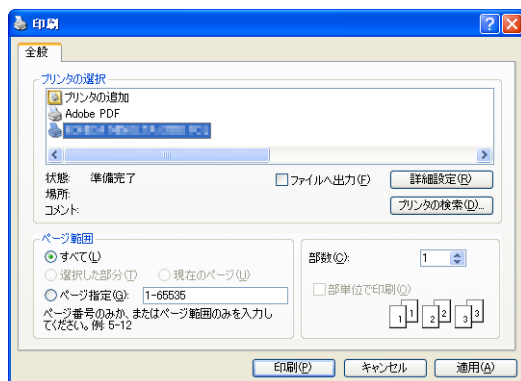 印刷
全般
プリンタの選択
プリンタの追加
Adobe PDF
状態: 準備完了
場所:
コメント:
ファイルへ出力(F)
詳細設定(R)
プリンタの検索(D)...
ページ範囲
すべて(L)
選択した部分(T) 現在のページ(U)
ページ指定(G): 1-65535
ページ番号のみか、またはページ範囲のみを入力し
てください。例: 5-12
部数(C): 1
部単位で印刷(O)
1 1 2 2 3 3
印刷(P) キャンセル 適用(A)